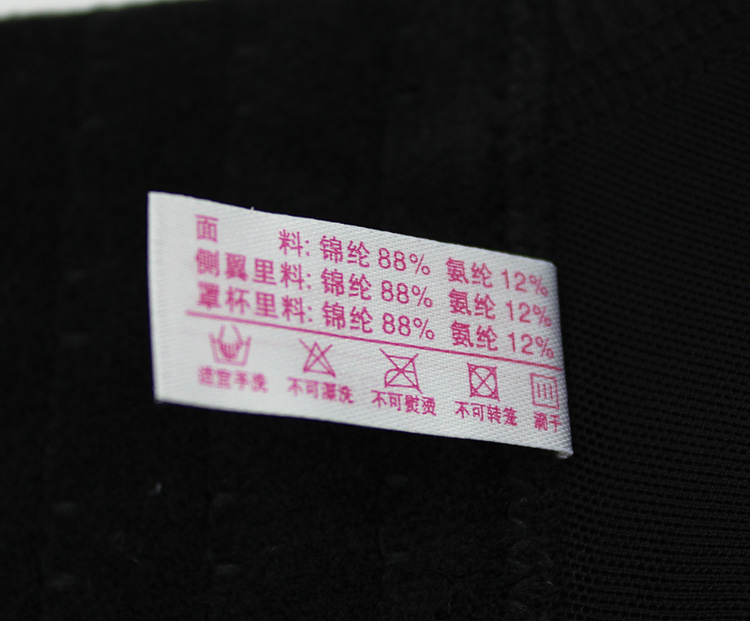 面 料: 锦纶 88% 氨纶 12%
侧翼里料: 锦纶 88% 氨纶 12%
罩杯里料: 锦纶 88% 氨纶 12%
适宜手洗 不可漂洗 不可熨烫 不可转笼 滴干